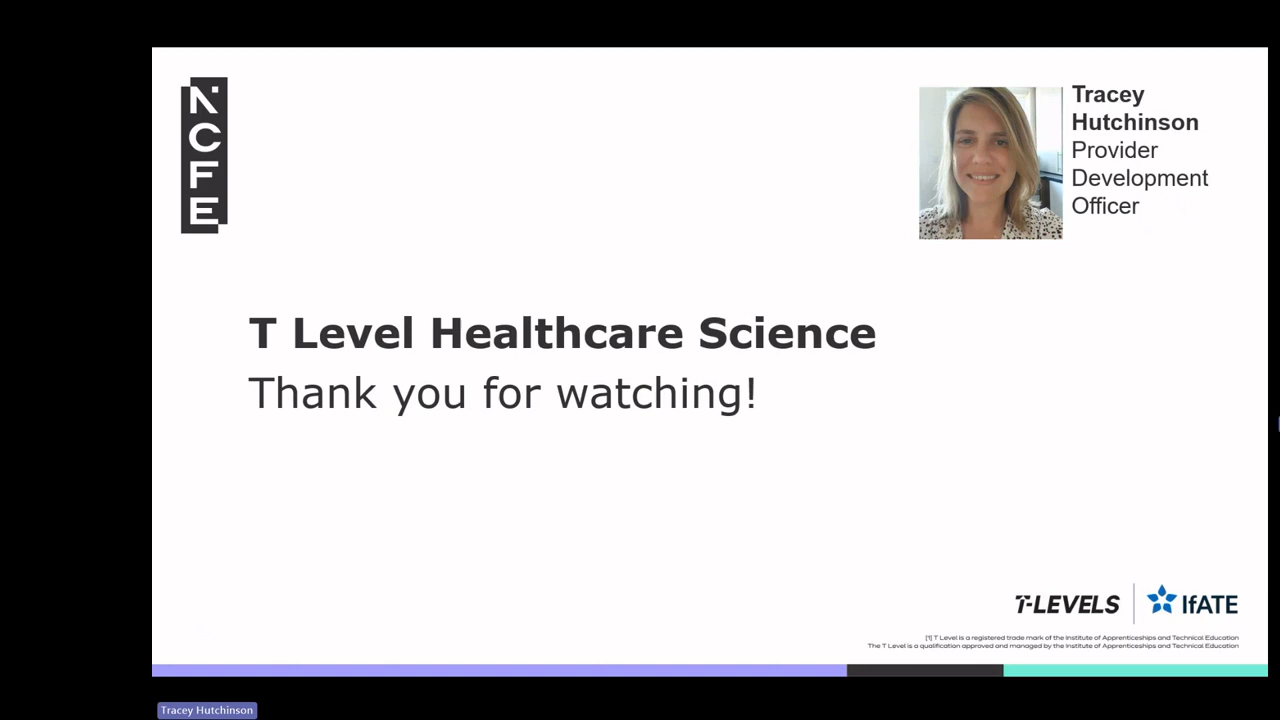 NCFE
Tracey
Hutchinson
Provider
Development
Officer
T Level Healthcare Science
Thank you for watching!
T-LEVELS
IfATE
[1] T Level is a registered trade mark of the Institute of Apprenticeships and Technical Education
The T Level is a qualification approved and managed by the Institute of Apprenticeships and Technical Education
Tracey Hutchinson